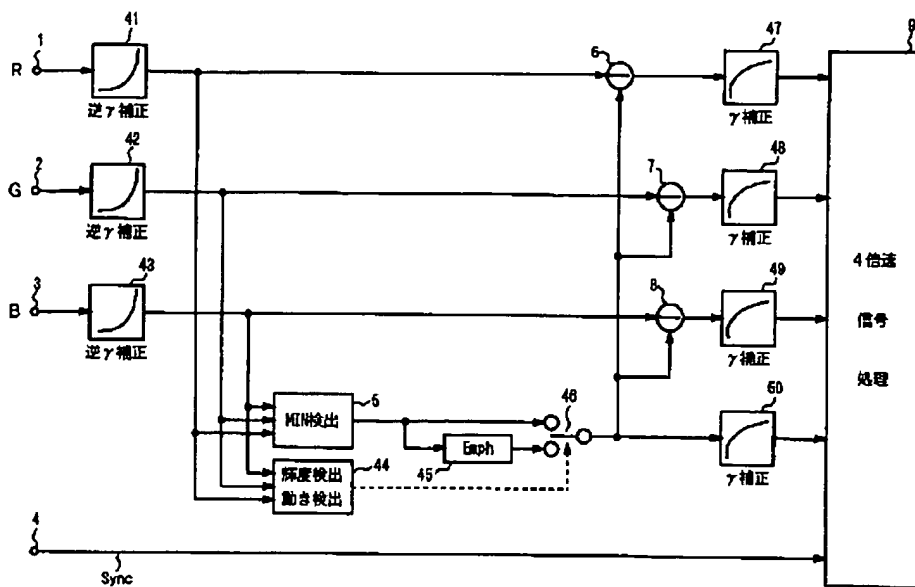 41
1
R
逆γ補正
42
2
G
逆γ補正
43
3
B
逆γ補正
MIN検出
5
Emph
45
46
輝度検出
動き検出
44
4
Sync
6
7
8
47
γ補正
48
γ補正
49
γ補正
50
γ補正
9
4倍速
信号
処理